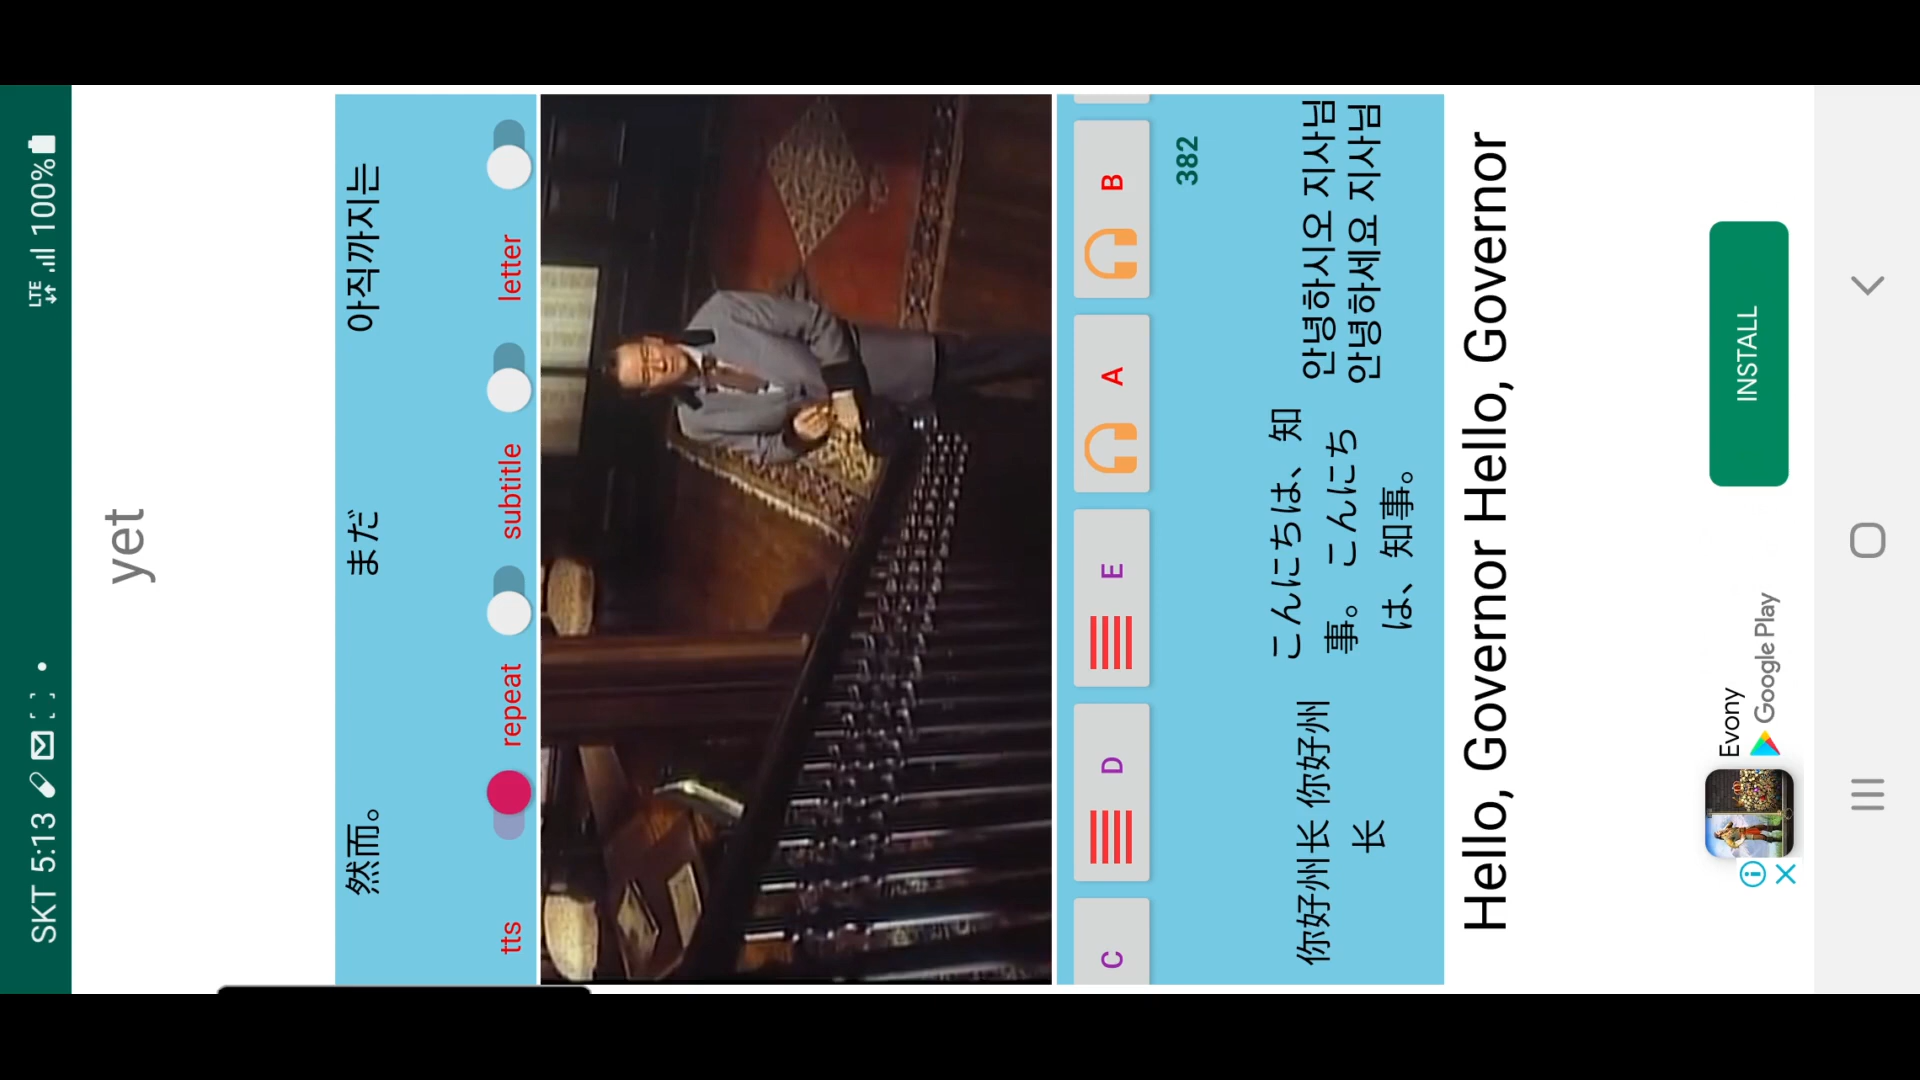 SKT 5:13
LTE
100%
yet
然而。
まだ
아직까지는
tts
repeat
subtitle
letter
C
D
E
A
B
382
你好州长 你好州
长
こんにちは、知
事。 こんにち
は、知事。
안녕하시오 지사님
안녕하세요 지사님
Hello, Governor Hello, Governor
Evony
Google Play
INSTALL